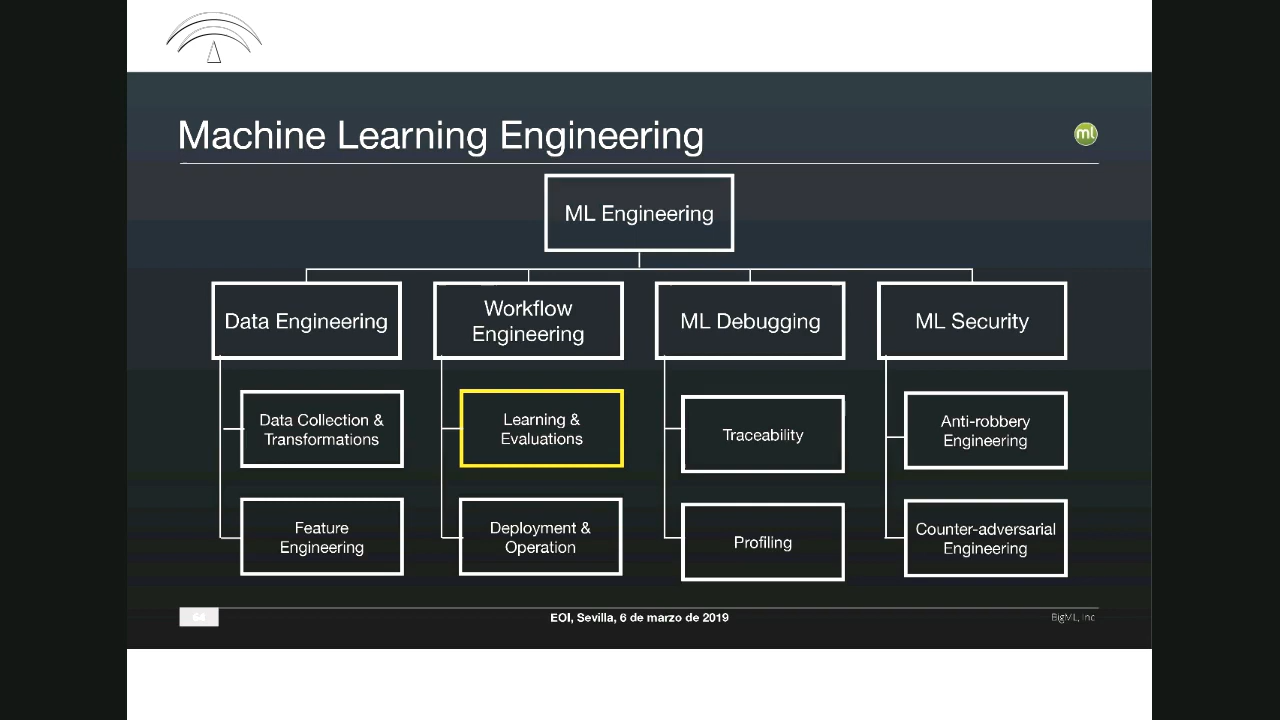 Machine Learning Engineering
ml
ML Engineering
Data Engineering
Workflow
Engineering
ML Debugging
ML Security
Data Collection &
Transformations
Learning &
Evaluations
Traceability
Anti-robbery
Engineering
Feature
Engineering
Deployment &
Operation
Profiling
Counter-adversarial
Engineering
EOI, Sevilla, 6 de marzo de 2019
BigML, Inc